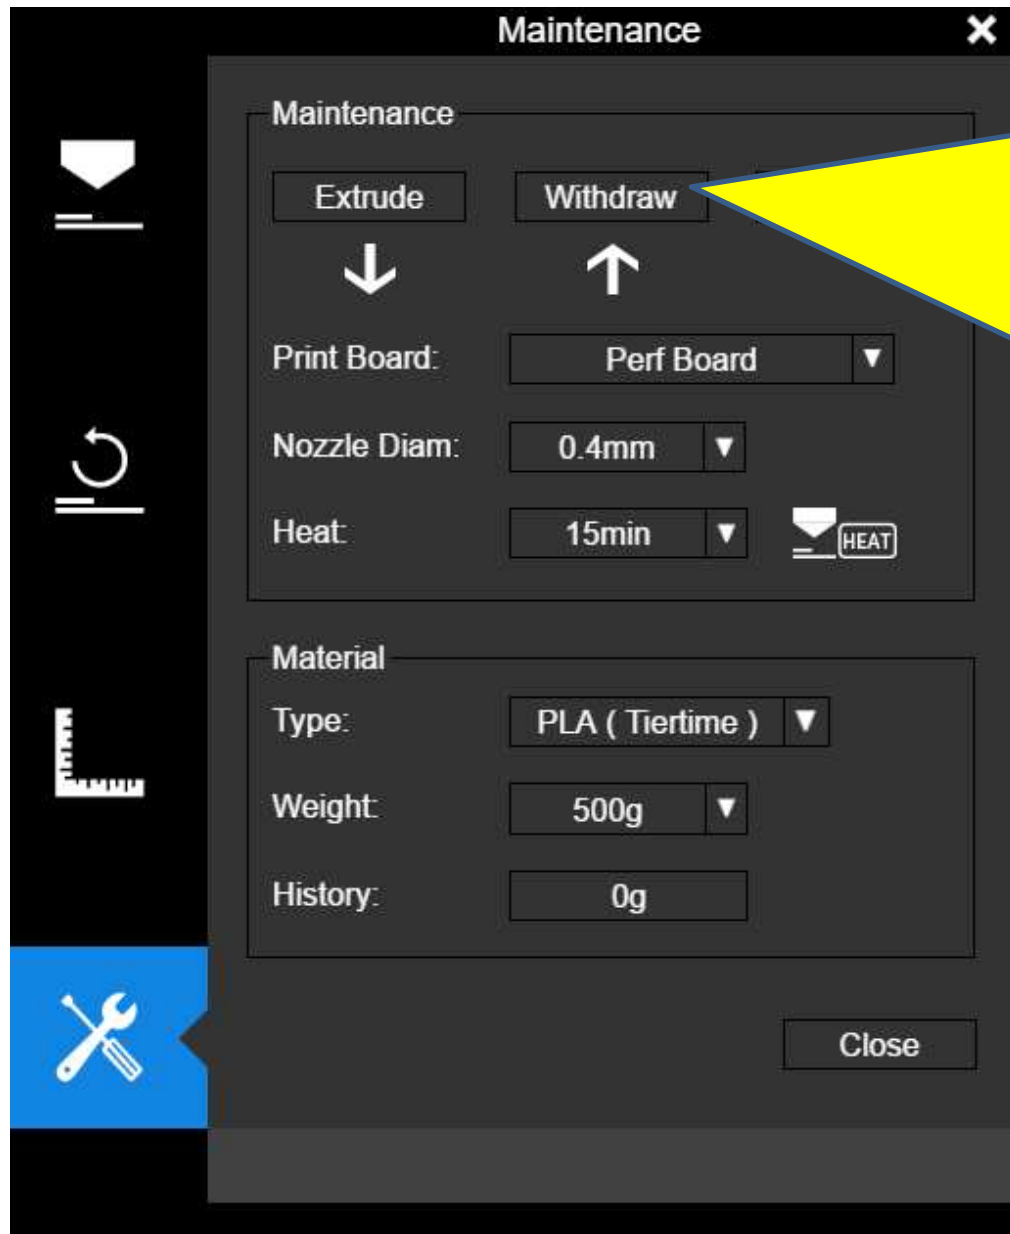 Maintenance
Maintenance
Extrude Withdraw
Print Board: Perf Board
Nozzle Diam: 0.4mm
Heat: 15min HEAT
Material
Type: PLA ( Tiertime )
Weight: 500g
History: 0g
Close